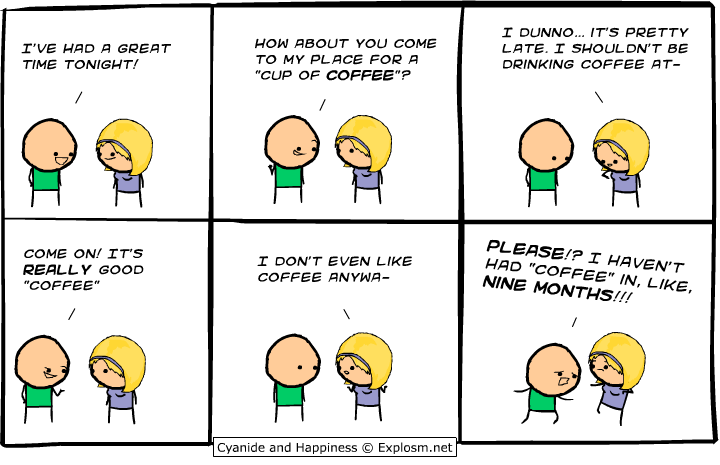 I'VE HAD A GREAT
TIME TONIGHT!
HOW ABOUT YOU COME
TO MY PLACE FOR A
"CUP OF COFFEE"?
I DUNNO... IT'S PRETTY
LATE. I SHOULDN'T BE
DRINKING COFFEE AT-
COME ON! IT'S
REALLY GOOD
"COFFEE"
I DON'T EVEN LIKE
COFFEE ANYWA-
PLEASE!? I HAVEN'T
HAD "COFFEE" IN, LIKE,
NINE MONTHS!!!
Cyanide and Happiness © Explosm.net